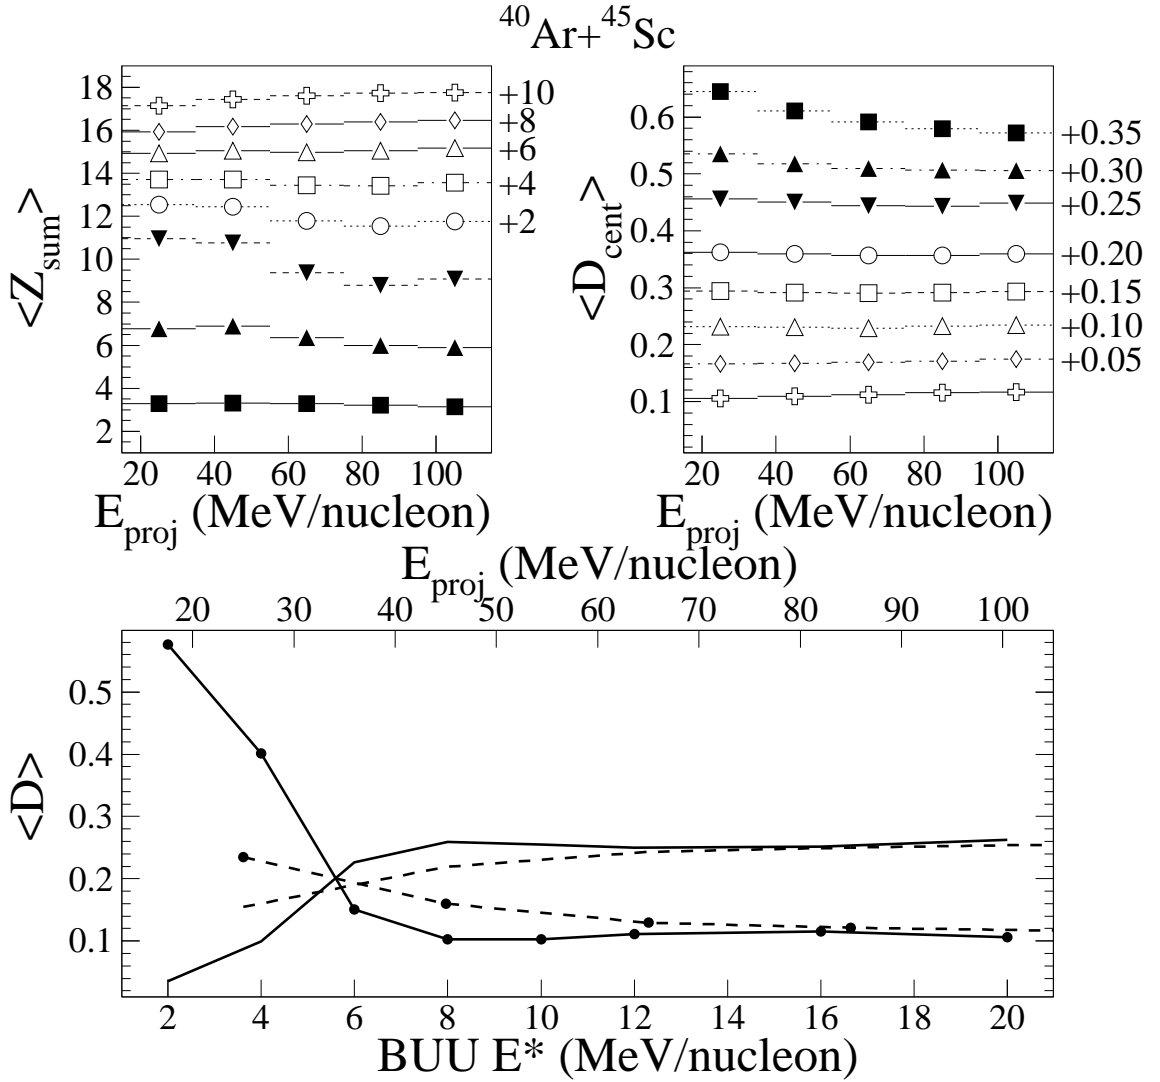 40Ar+45Sc
<Zsum>
18
16
14
12
10
8
6
4
2
+10
+8
+6
+4
+2
20 40 60 80 100
Eproj (MeV/nucleon)
<Dcent>
0.6
0.5
0.4
0.3
0.2
0.1
+0.35
+0.30
+0.25
+0.20
+0.15
+0.10
+0.05
20 40 60 80 100
Eproj (MeV/nucleon)
Eproj (MeV/nucleon)
20 30 40 50 60 70 80 90 100
<D>
0.5
0.4
0.3
0.2
0.1
2 4 6 8 10 12 14 16 18 20
BUU E* (MeV/nucleon)